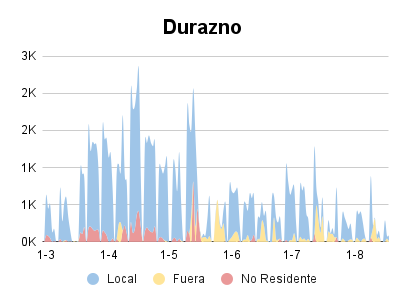 Durazno
3K
2K
2K
1K
1K
0K
1-3 1-4 1-5 1-6 1-7 1-8
Local Fuera No Residente